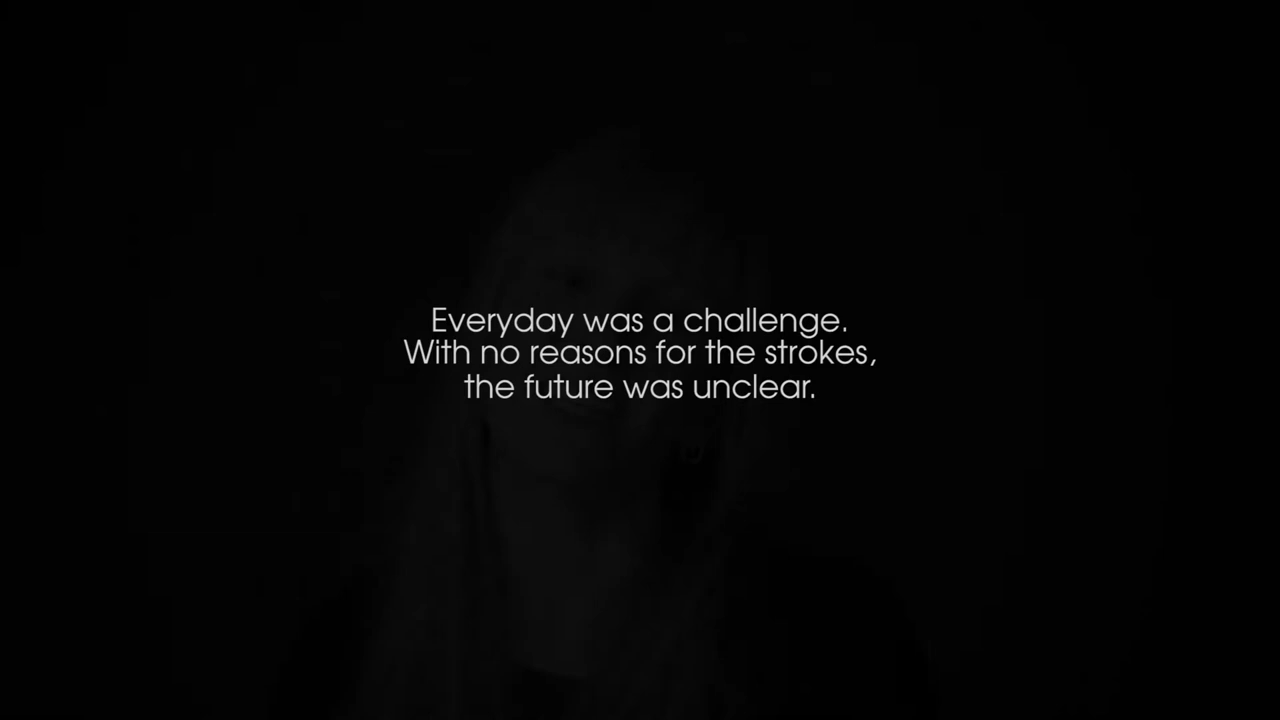 Everyday was a challenge.
With no reasons for the strokes,
the future was unclear.